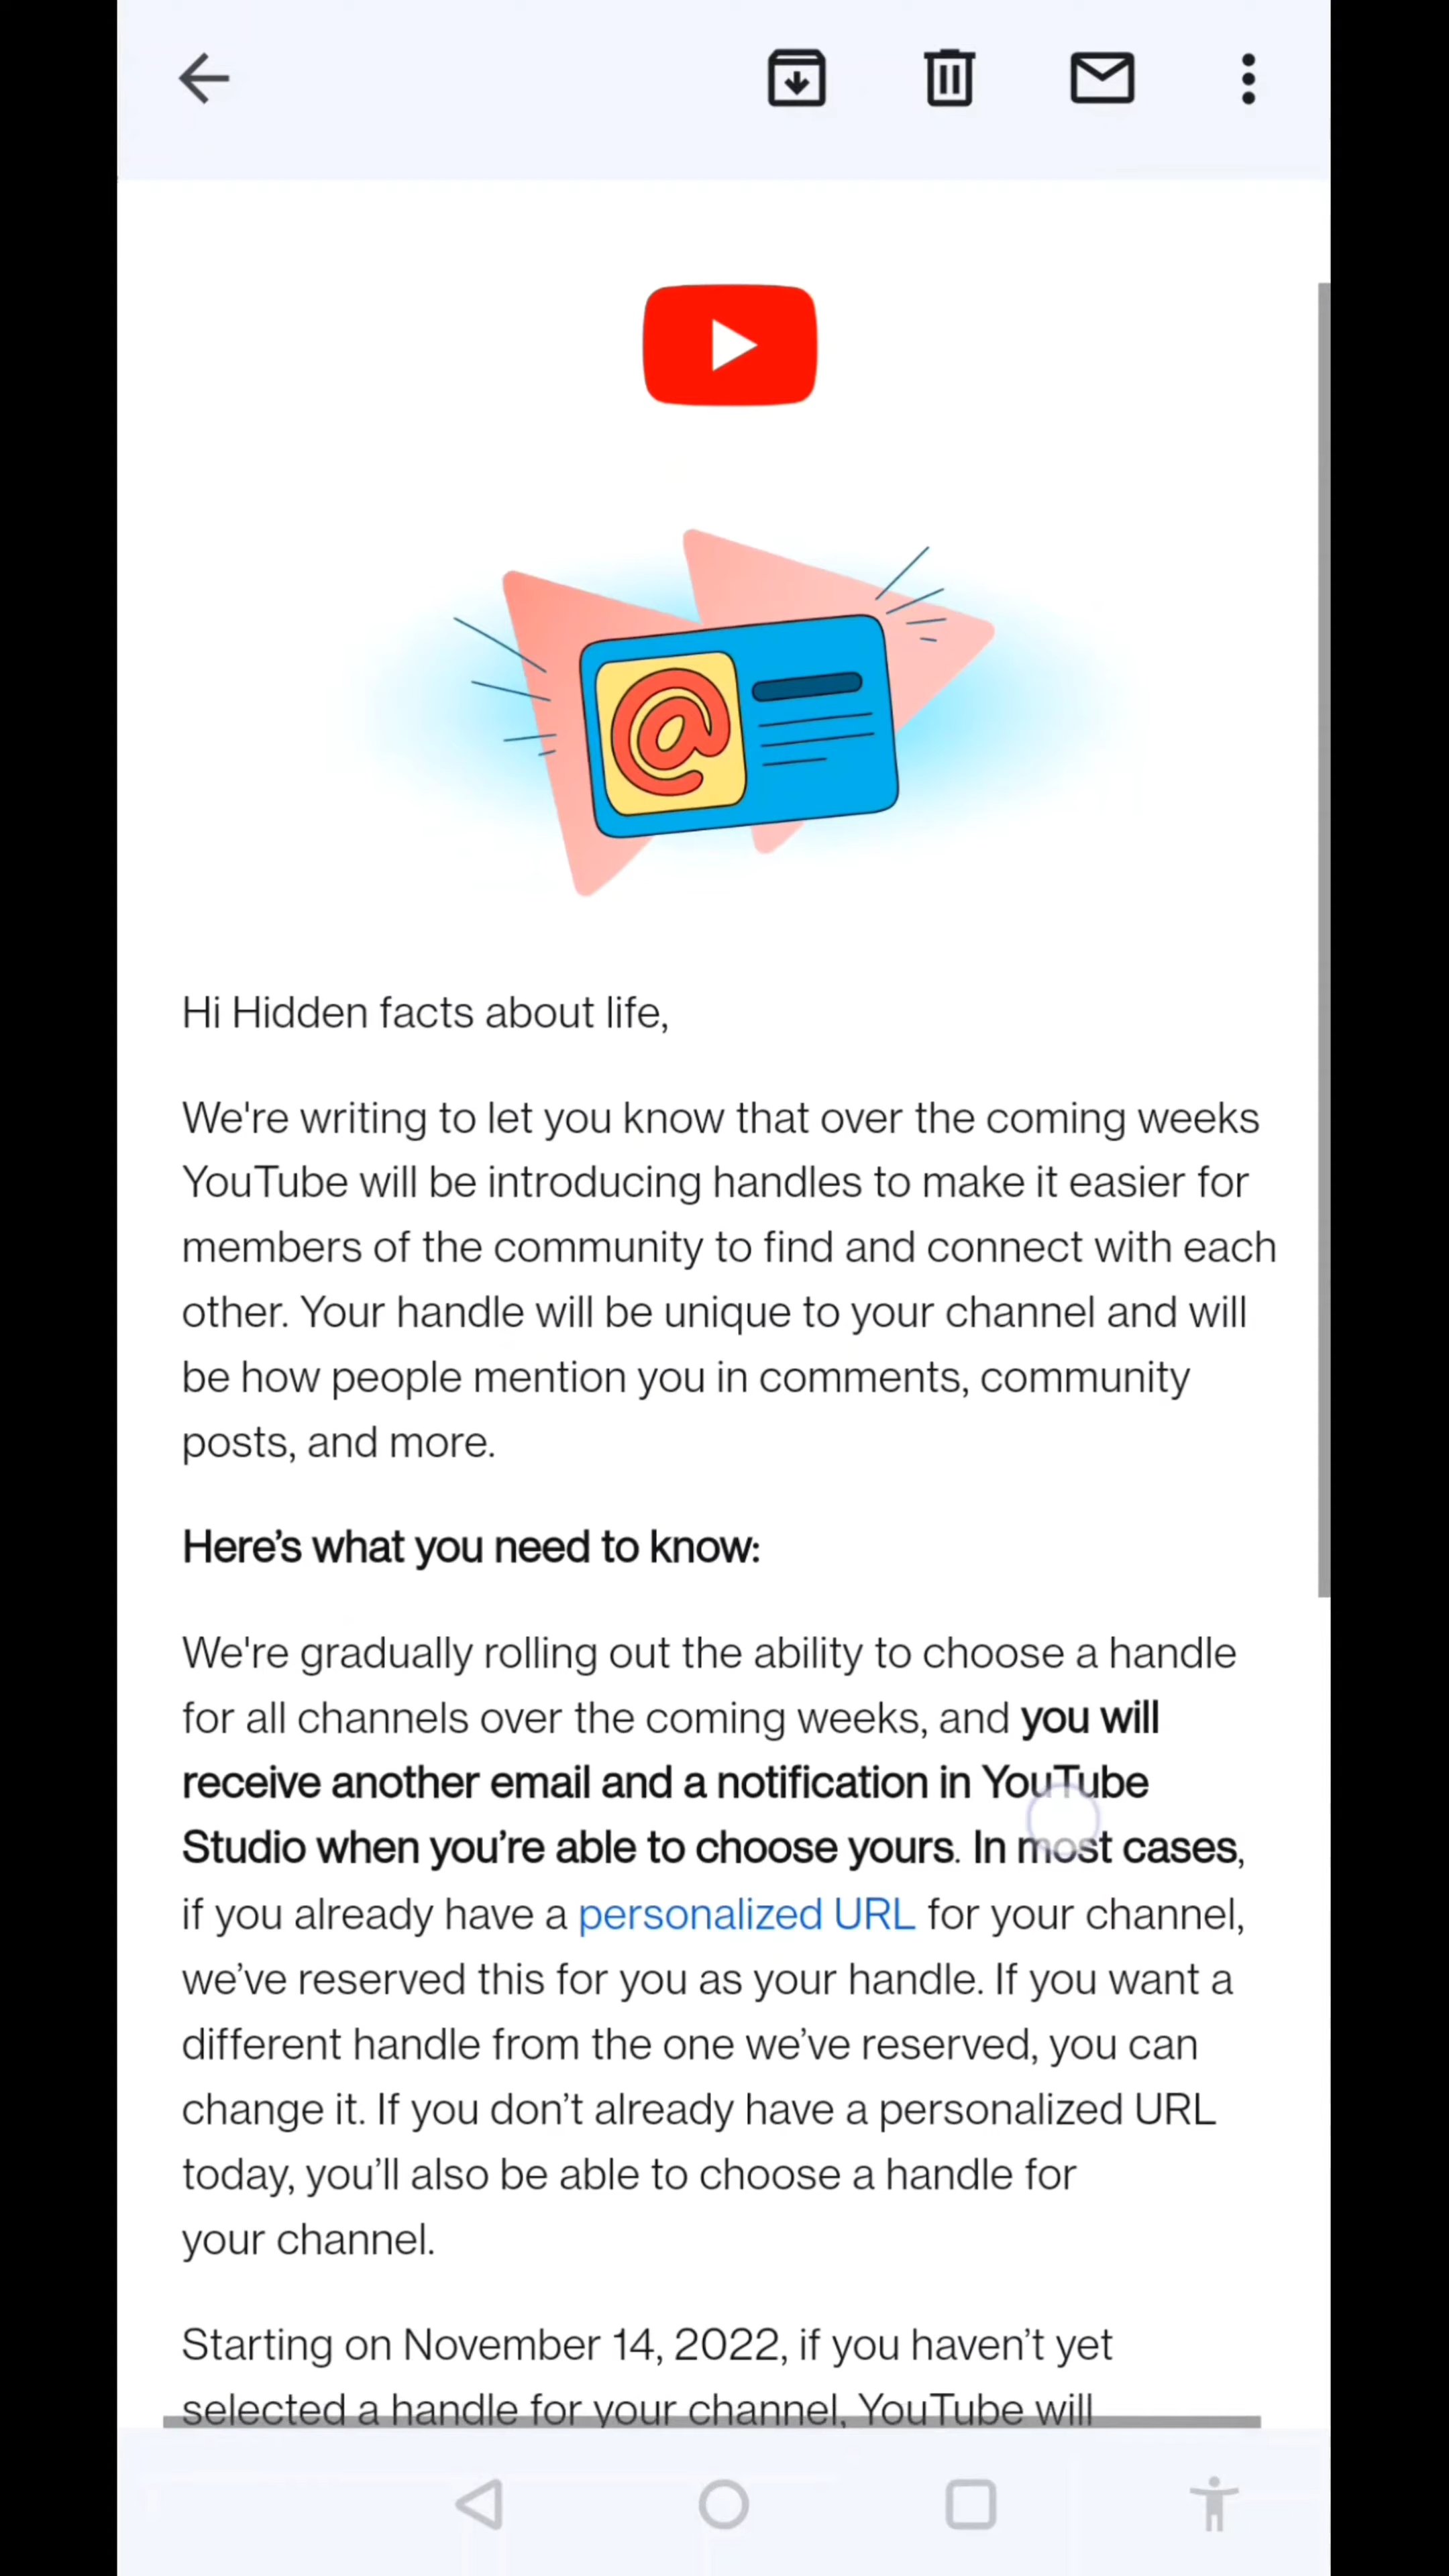 @
Hi Hidden facts about life,
We're writing to let you know that over the coming weeks
YouTube will be introducing handles to make it easier for
members of the community to find and connect with each
other. Your handle will be unique to your channel and will
be how people mention you in comments, community
posts, and more.
Here’s what you need to know:
We're gradually rolling out the ability to choose a handle
for all channels over the coming weeks, and you will
receive another email and a notification in YouTube
Studio when you’re able to choose yours. In most cases,
if you already have a personalized URL for your channel,
we’ve reserved this for you as your handle. If you want a
different handle from the one we’ve reserved, you can
change it. If you don’t already have a personalized URL
today, you’ll also be able to choose a handle for
your channel.
Starting on November 14, 2022, if you haven’t yet
selected a handle for your channel, YouTube will